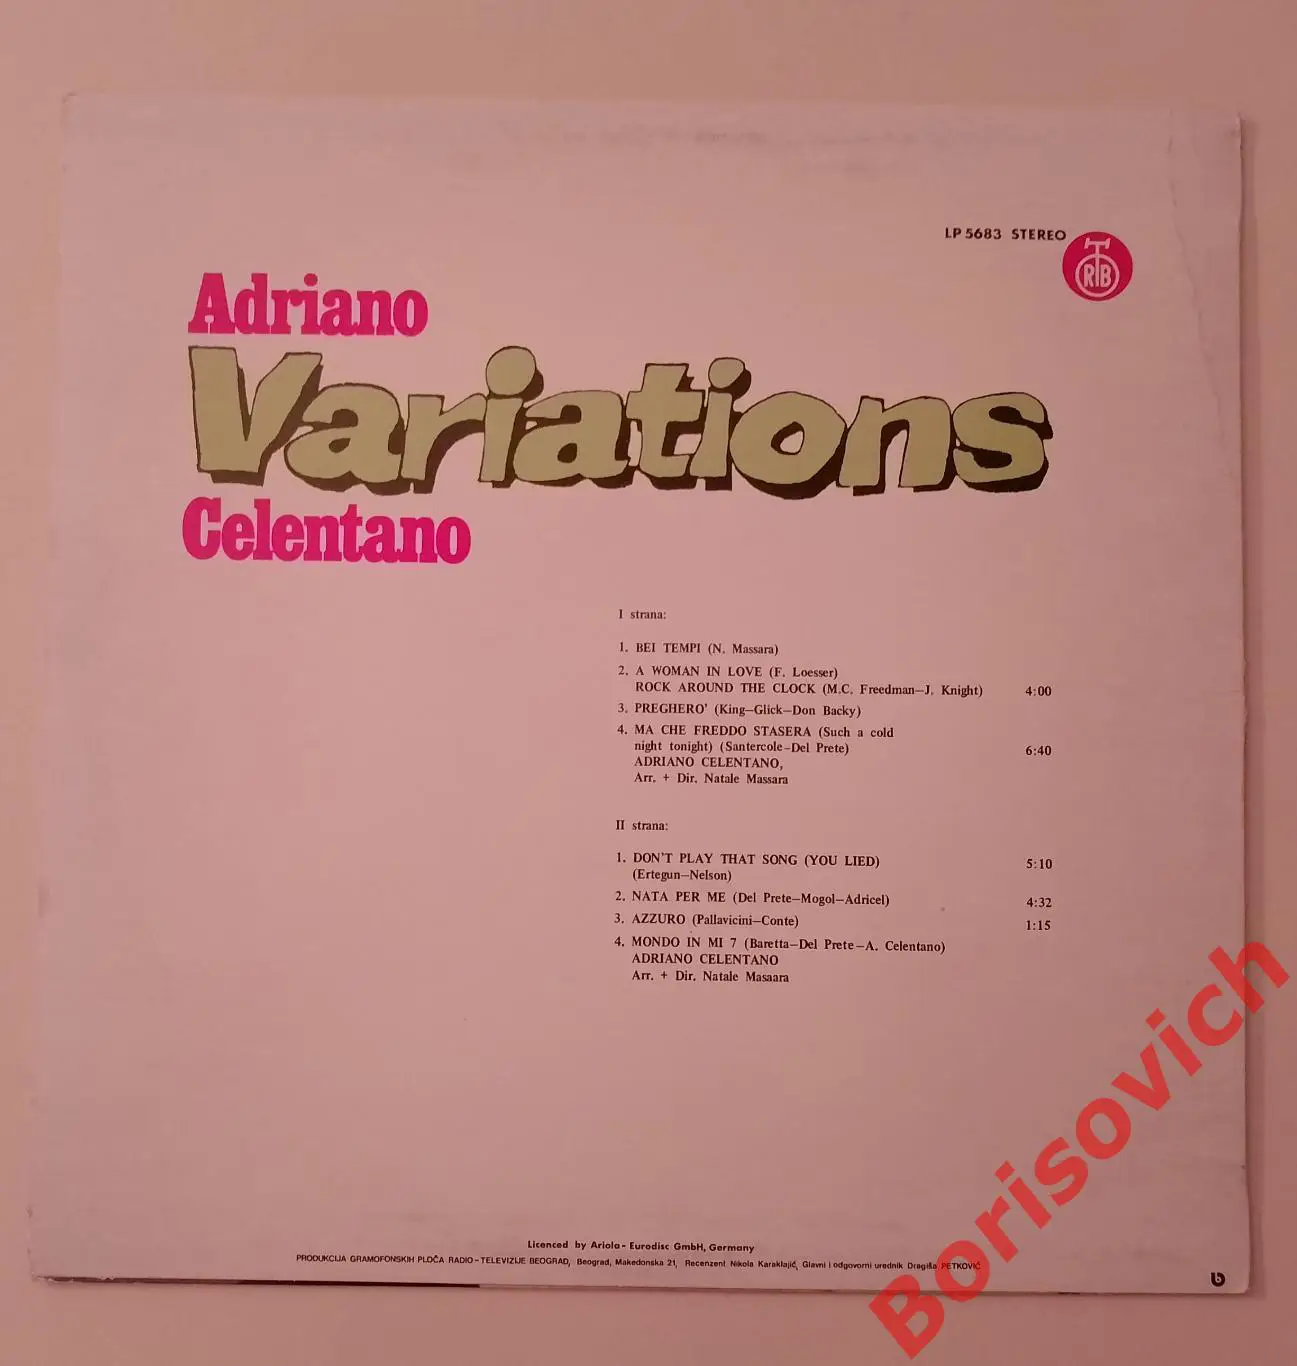 LP 5683 STEREO
RTB
Adriano
Variations
Celentano
I strana:
1. BEI TEMPI (N. Massara)
2. A WOMAN IN LOVE (F. Loesser)
ROCK AROUND THE CLOCK (M.C. Freedman–J. Knight) 4:00
3. PREGHERO' (King–Glick–Don Backy)
4. MA CHE FREDDO STASERA (Such a cold
night tonight) (Santercole–Del Prete) 6:40
ADRIANO CELENTANO,
Arr. + Dir. Natale Massara
II strana:
1. DON'T PLAY THAT SONG (YOU LIED) 5:10
(Ertegun–Nelson)
2. NATA PER ME (Del Prete–Mogol–Adricel) 4:32
3. AZZURO (Pallavicini–Conte) 1:15
4. MONDO IN MI 7 (Baretta–Del Prete–A. Celentano)
ADRIANO CELENTANO
Arr. + Dir. Natale Masaara
Licenced by Ariola - Eurodisc GmbH, Germany
PRODUKCIJA GRAMOFONSKIH PLOČA RADIO - TELEVIZIJE BEOGRAD, Beograd, Makedonska 21, Recenzent Nikola Karaklajić, Glavni i odgovorni urednik Dragiša PETKOVIĆ
b
Borisovich